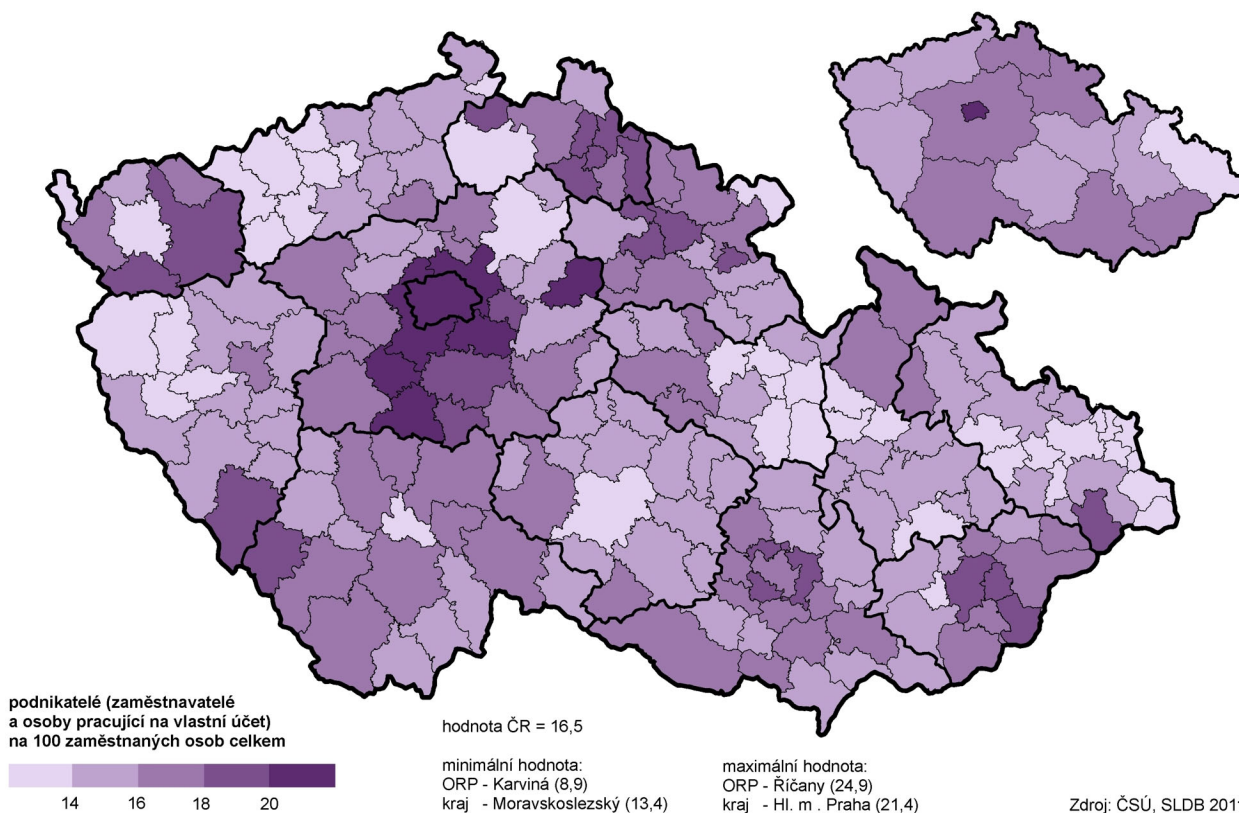 podnikatelé (zaměstnavatelé
a osoby pracující na vlastní účet)
na 100 zaměstnaných osob celkem
14 16 18 20
hodnota ČR = 16,5
minimální hodnota:
ORP - Karviná (8,9)
kraj - Moravskoslezský (13,4)
maximální hodnota:
ORP - Říčany (24,9)
kraj - Hl. m . Praha (21,4)
Zdroj: ČSÚ, SLDB 2011